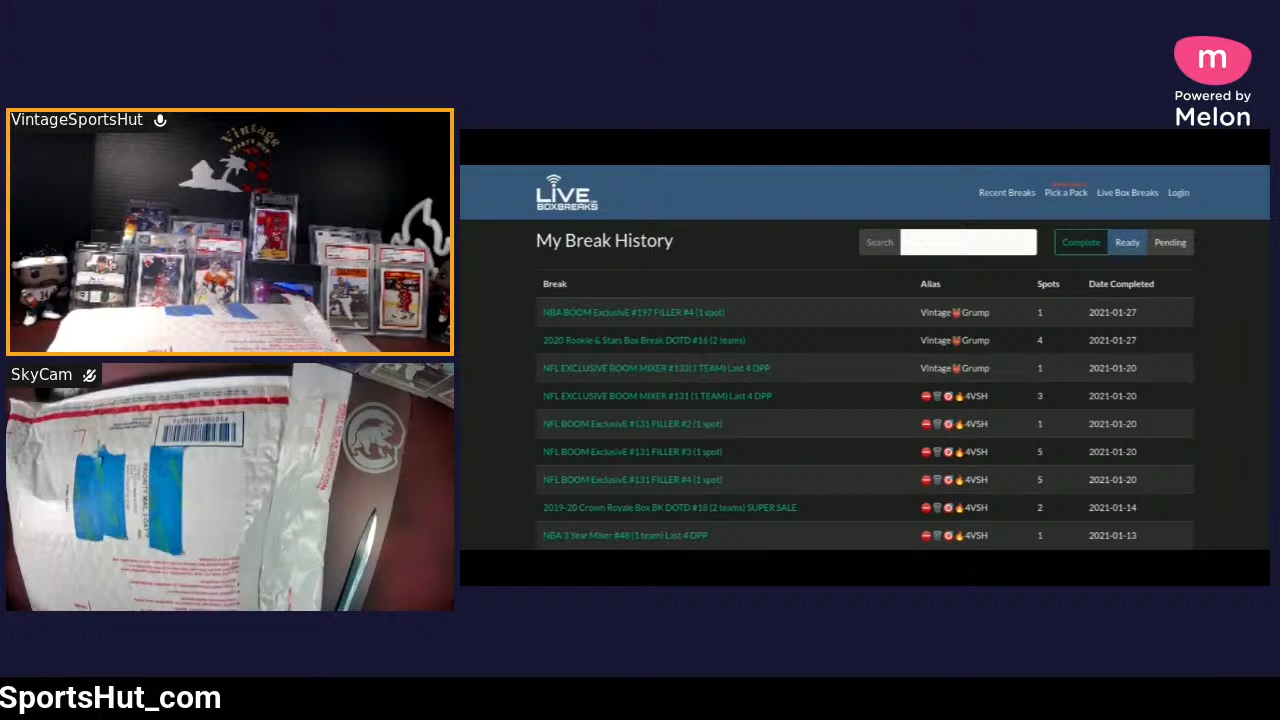 m
Powered by
Melon
VintageSportsHut
Vintage
LIVE
BOXBREAKS
Recent Breaks
Pick a Pack
Live Box Breaks
Login
My Break History
Search
Complete
Ready
Pending
Break Alias Spots Date Completed
NBA BOOM ExclusivE #197 FILLER #4 (1 spot) Vintage👹Grump 1 2021-01-27
2020 Rookie & Stars Box Break DOTD #16 (2 teams) Vintage👹Grump 4 2021-01-27
NFL EXCLUSIVE BOOM MIXER #133(1 TEAM) Last 4 DPP Vintage👹Grump 1 2021-01-20
NFL EXCLUSIVE BOOM MIXER #131 (1 TEAM) Last 4 DPP ⛔🗑🎯🔥4VSH 3 2021-01-20
NFL BOOM ExclusivE #131 FILLER #2 (1 spot) ⛔🗑🎯🔥4VSH 1 2021-01-20
NFL BOOM ExclusivE #131 FILLER #3 (1 spot) ⛔🗑🎯🔥4VSH 5 2021-01-20
NFL BOOM ExclusivE #131 FILLER #4 (1 spot) ⛔🗑🎯🔥4VSH 5 2021-01-20
2019-20 Crown Royale Box BK DOTD #18 (2 teams) SUPER SALE ⛔🗑🎯🔥4VSH 2 2021-01-14
NBA 3 Year Mixer #48 (1 team) Last 4 DPP ⛔🗑🎯🔥4VSH 1 2021-01-13
SkyCam
SportsHut_com